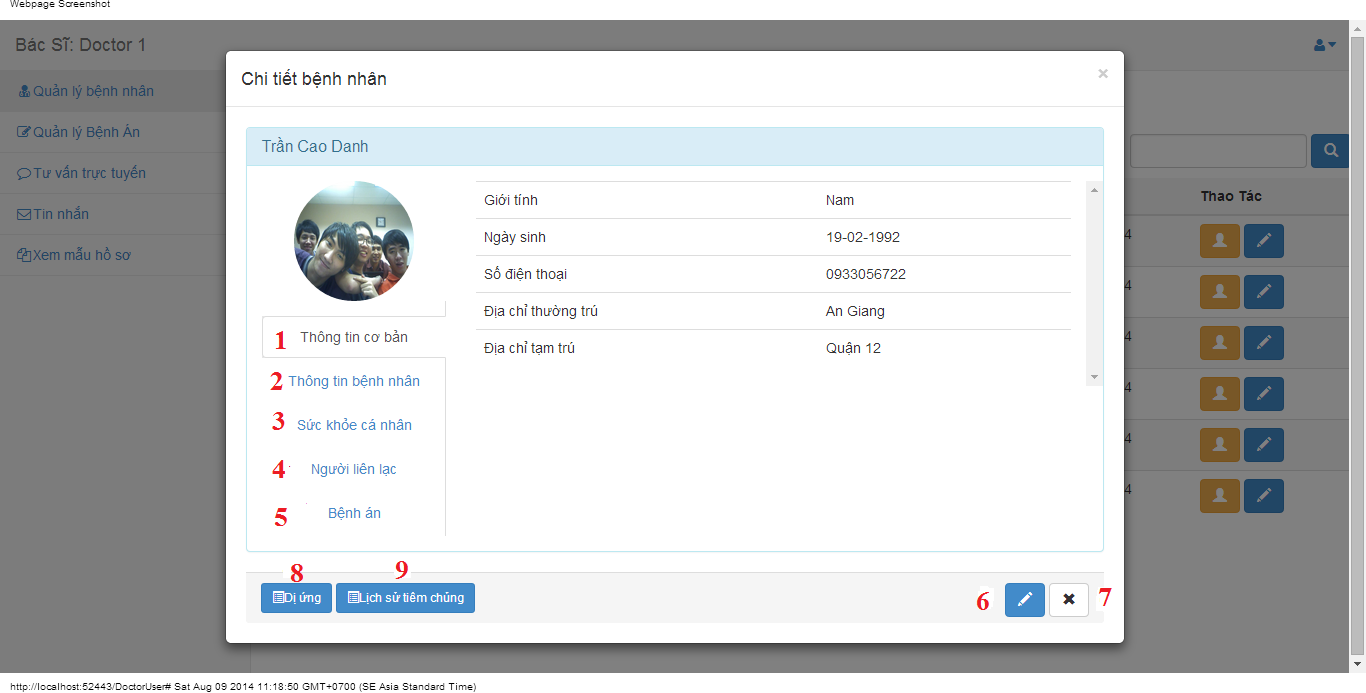 Webpage Screenshot
Bác Sĩ: Doctor 1
Quản lý bệnh nhân
Quản lý Bệnh Án
Tư vấn trực tuyến
Tin nhắn
Xem mẫu hồ sơ
Chi tiết bệnh nhân
×
Trần Cao Danh
Giới tính Nam
Ngày sinh 19-02-1992
Số điện thoại 0933056722
Địa chỉ thường trú An Giang
Địa chỉ tạm trú Quận 12
1 Thông tin cơ bản
2 Thông tin bệnh nhân
3 Sức khỏe cá nhân
4 Người liên lạc
5 Bệnh án
8 9
Dị ứng Lịch sử tiêm chủng 6 7
Thao Tác
4
4
4
4
4
4
http://localhost:52443/DoctorUser# Sat Aug 09 2014 11:18:50 GMT+0700 (SE Asia Standard Time)